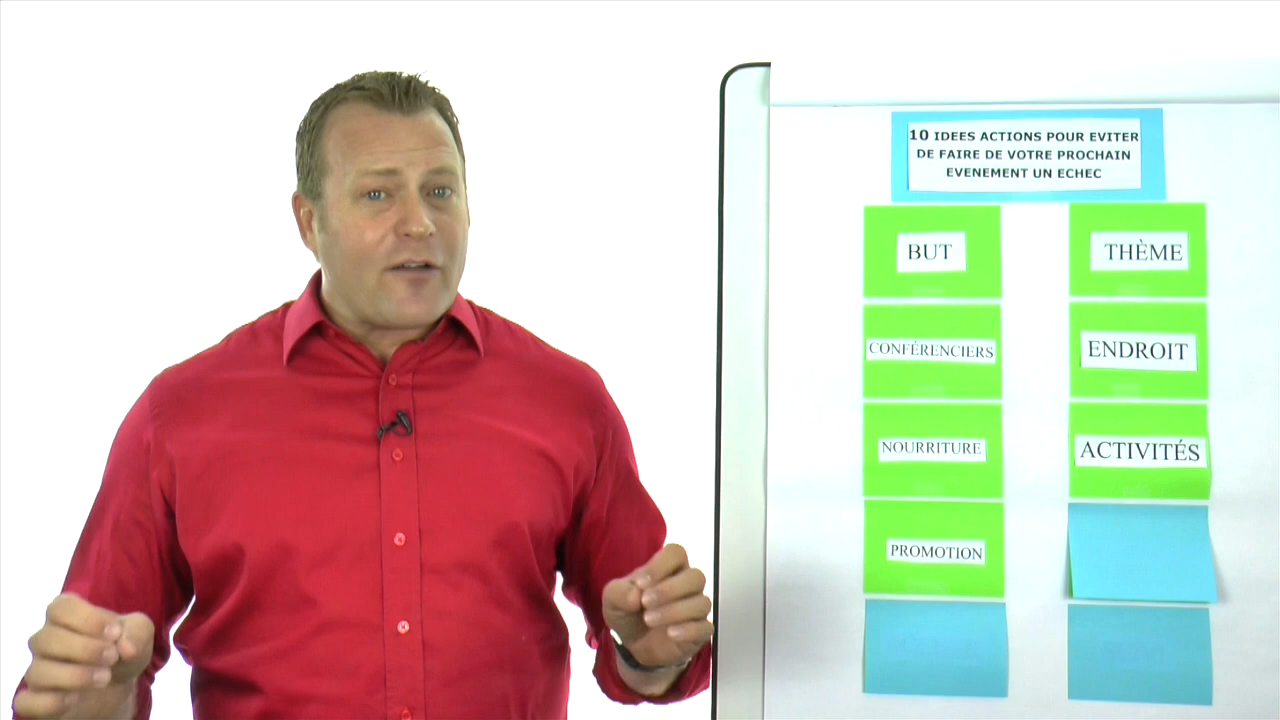 10 IDEES ACTIONS POUR EVITER
DE FAIRE DE VOTRE PROCHAIN
EVENEMENT UN ECHEC
BUT
THÈME
CONFÉRENCIERS
ENDROIT
NOURRITURE
ACTIVITÉS
PROMOTION